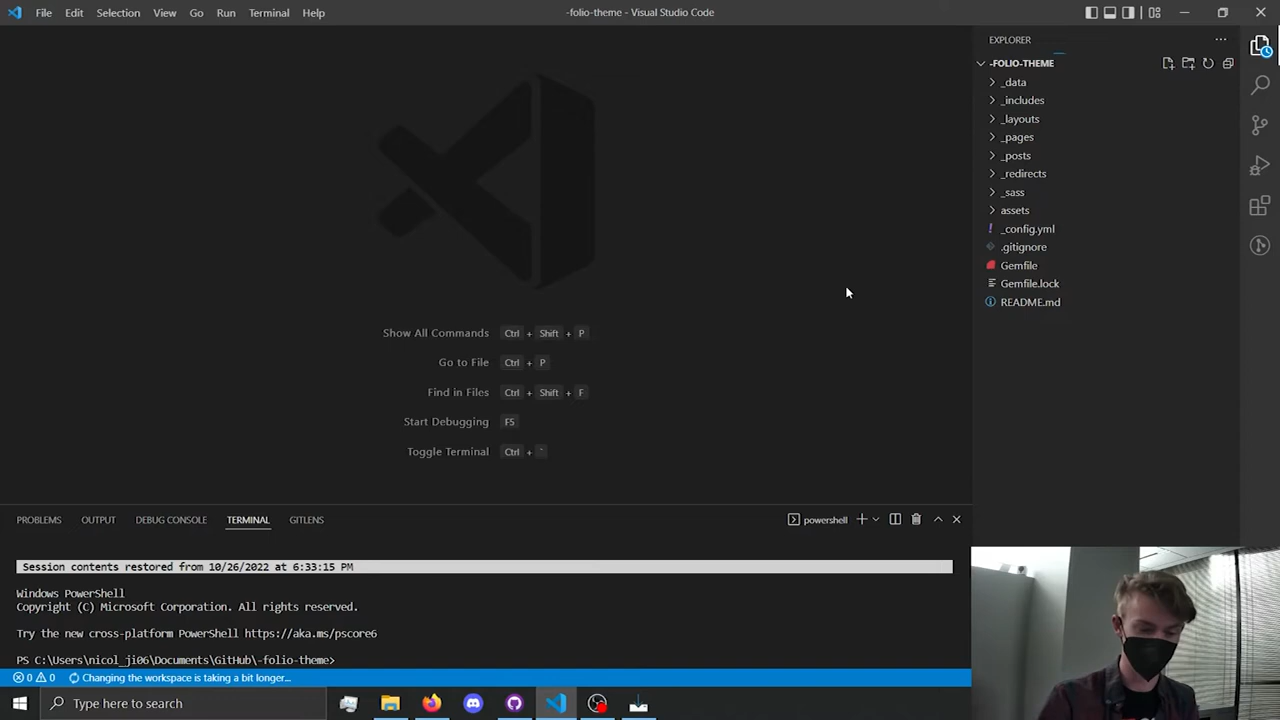 File Edit Selection View Go Run Terminal Help
-folio-theme - Visual Studio Code
EXPLORER
-FOLIO-THEME
_data
_includes
_layouts
_pages
_posts
_redirects
_sass
assets
_config.yml
.gitignore
Gemfile
Gemfile.lock
README.md
Show All Commands Ctrl + Shift + P
Go to File Ctrl + P
Find in Files Ctrl + Shift + F
Start Debugging F5
Toggle Terminal Ctrl + `
PROBLEMS OUTPUT DEBUG CONSOLE TERMINAL GITLENS
powershell
Session contents restored from 10/26/2022 at 6:33:15 PM
Windows PowerShell
Copyright (C) Microsoft Corporation. All rights reserved.
Try the new cross-platform PowerShell https://aka.ms/pscore6
PS C:\Users\nicol_ji06\Documents\GitHub\-folio-theme>
0 0 Changing the workspace is taking a bit longer...
Type here to search